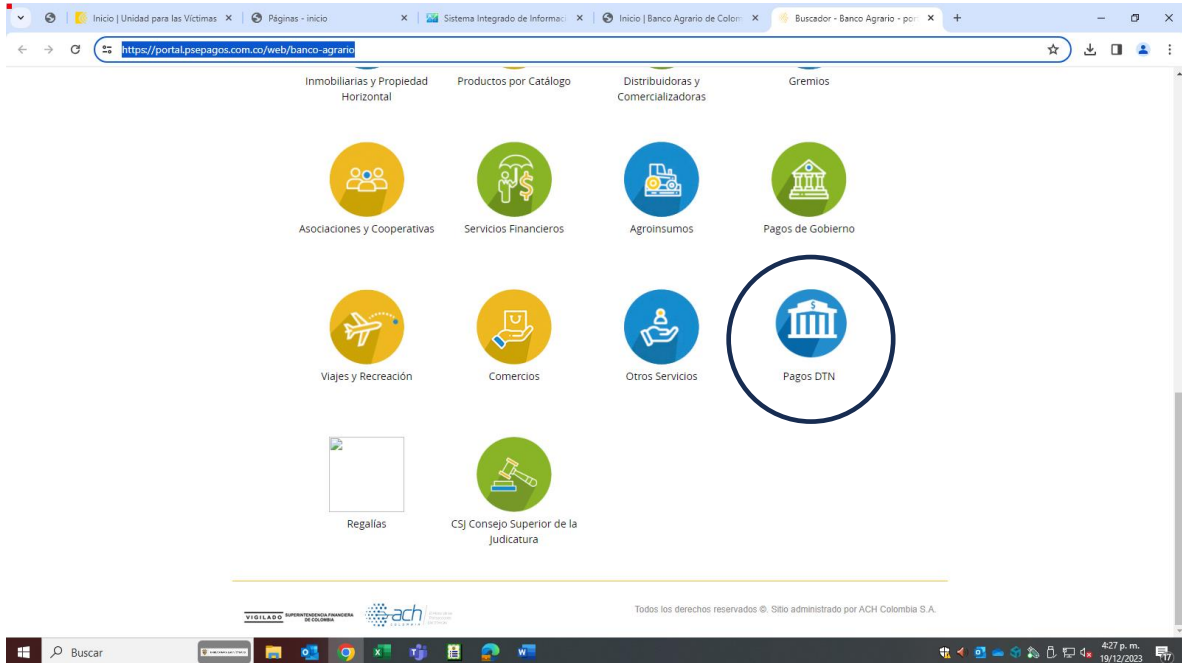 Inicio | Unidad para las Víctimas
Páginas - inicio
Sistema Integrado de Informac
Inicio | Banco Agrario de Colom
Buscador - Banco Agrario - por
https://portal.psepagos.com.co/web/banco-agrario
Inmobiliarias y Propiedad
Horizontal
Productos por Catálogo
Distribuidoras y
Comercializadoras
Gremios
Asociaciones y Cooperativas
Servicios Financieros
Agroinsumos
Pagos de Gobierno
Viajes y Recreación
Comercios
Otros Servicios
Pagos DTN
Regalías
CSJ Consejo Superior de la
Judicatura
VIGILADO SUPERINTENDENCIA FINANCIERA
DE COLOMBIA
ach
COLOMBIA
Todos los derechos reservados ©. Sitio administrado por ACH Colombia S.A.
Buscar
4:27 p. m.
19/12/2023